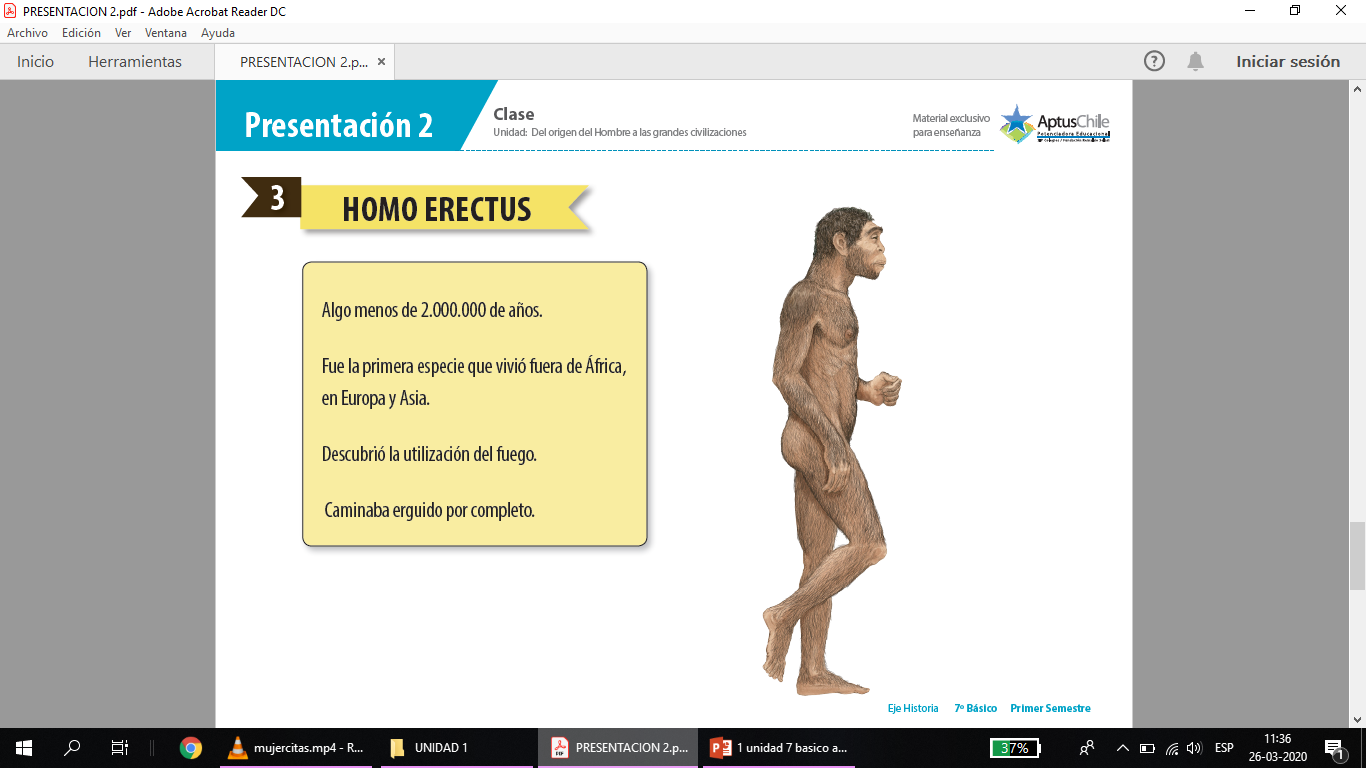 PRESENTACION 2.pdf - Adobe Acrobat Reader DC
Archivo Edición Ver Ventana Ayuda
Inicio Herramientas PRESENTACION 2.p... × Iniciar sesión
Presentación 2
Clase
Unidad: Del origen del Hombre a las grandes civilizaciones
Material exclusivo
para enseñanza
AptusChile
Potenciadora Educacional
3
HOMO ERECTUS
Algo menos de 2.000.000 de años.
Fue la primera especie que vivió fuera de África,
en Europa y Asia.
Descubrió la utilización del fuego.
Caminaba erguido por completo.
Eje Historia 7º Básico Primer Semestre
mujercitas.mp4 - R... UNIDAD 1 PRESENTACION 2.p... 1 unidad 7 basico a... 37% ESP
11:36
26-03-2020
1